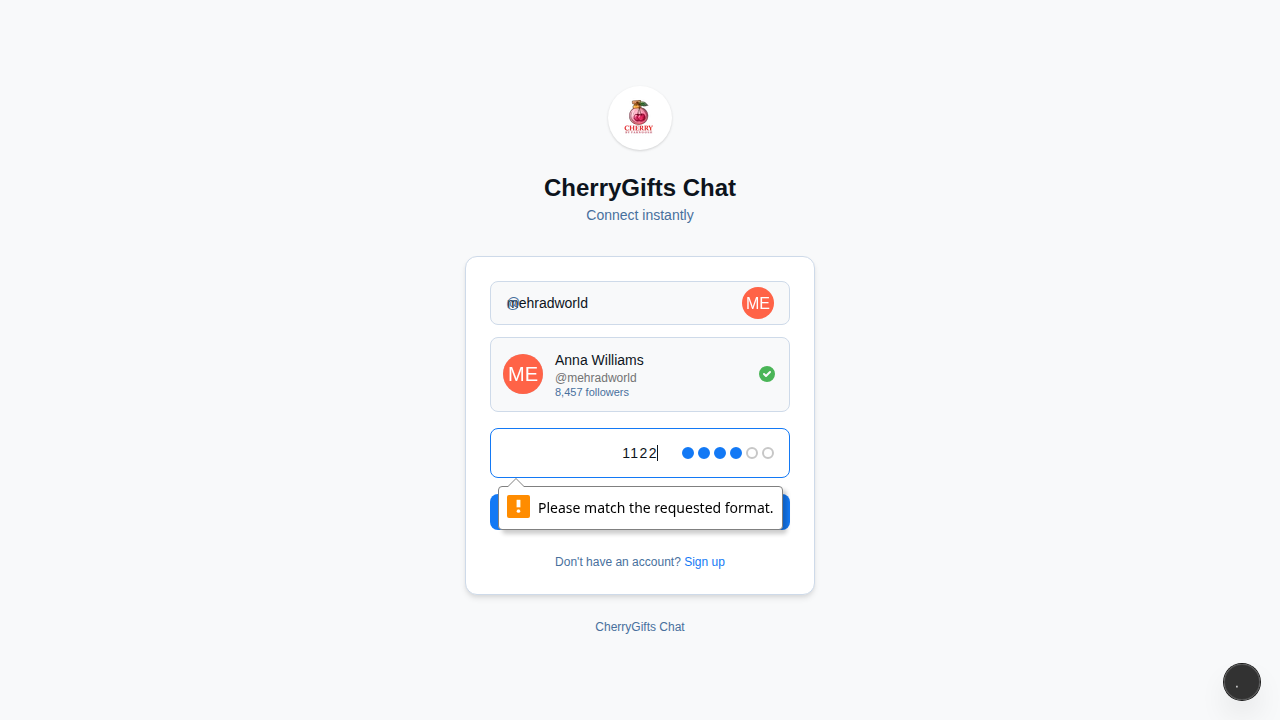 CHERRY
CherryGifts Chat
Connect instantly
@mehradworld
ME
ME
Anna Williams
@mehradworld
8,457 followers
1122
Please match the requested format.
Don't have an account? Sign up
CherryGifts Chat